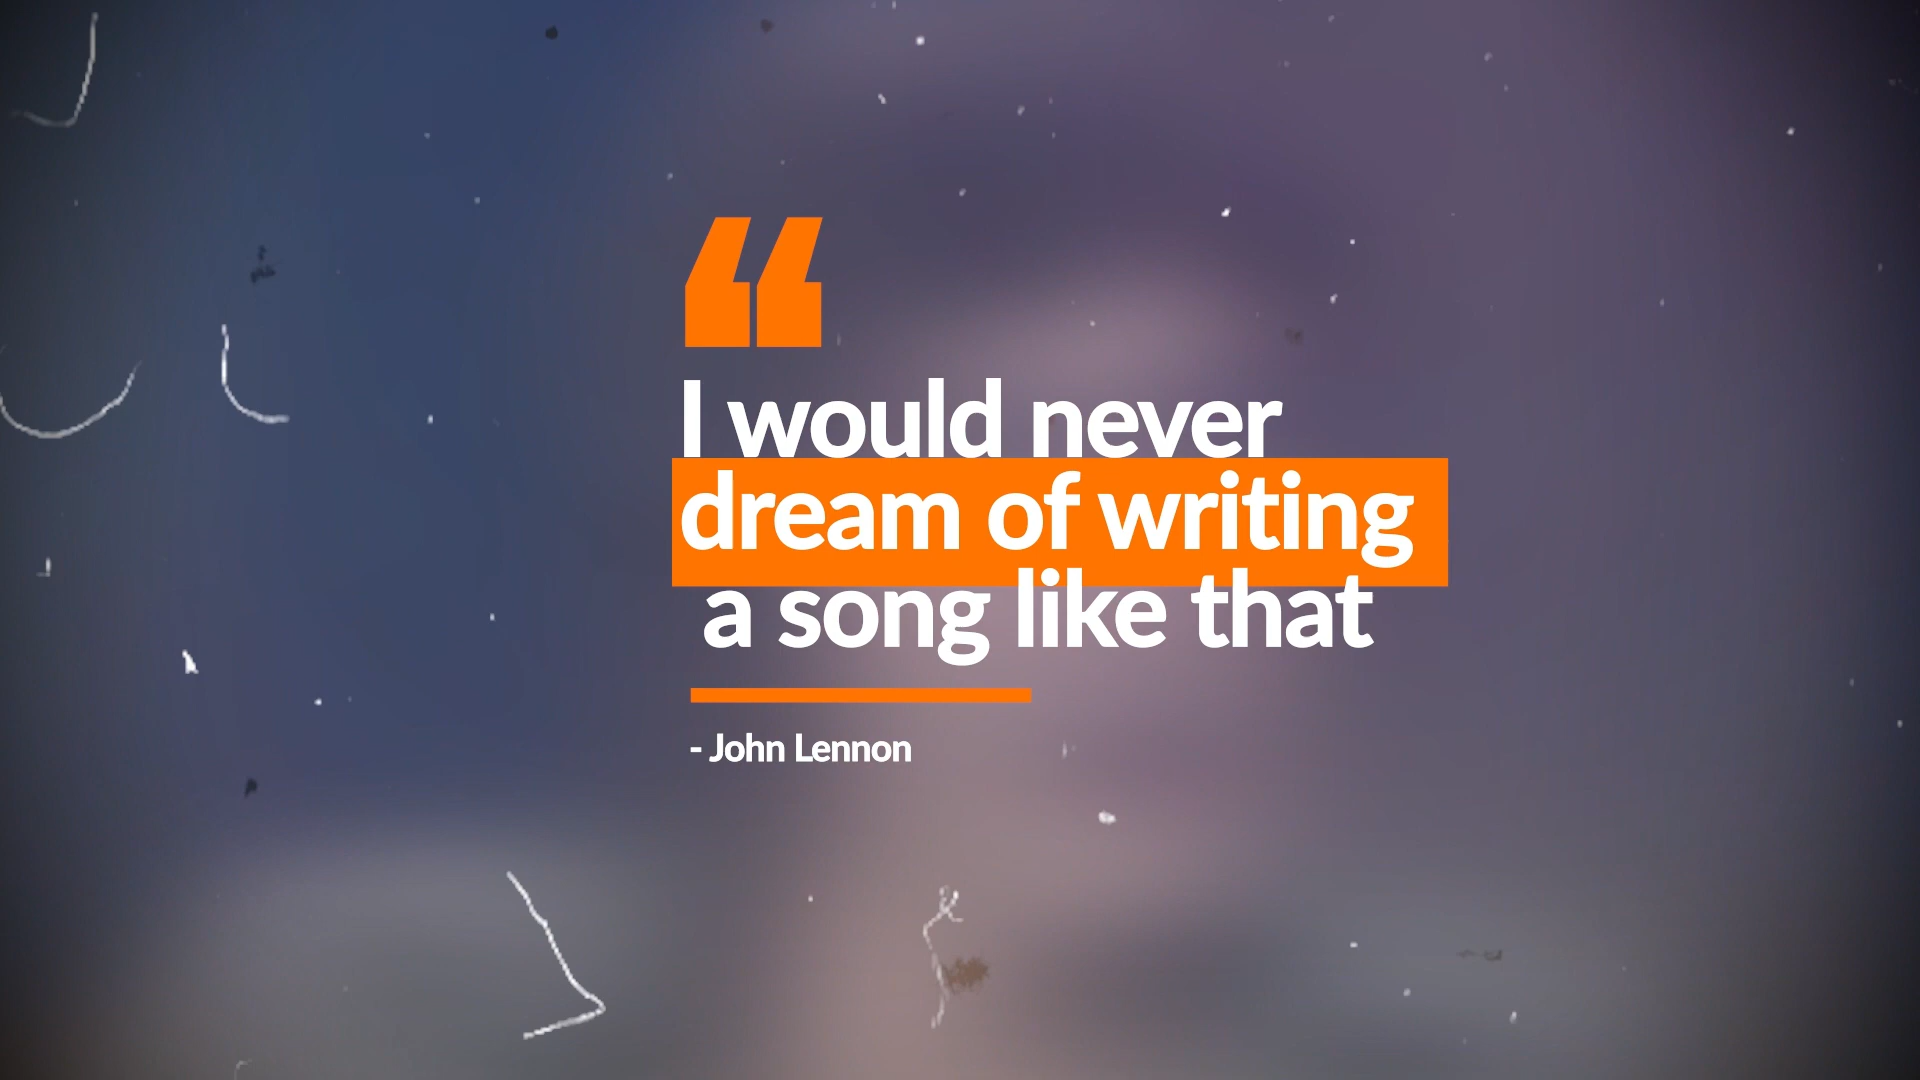 “
I would never
dream of writing
a song like that
- John Lennon